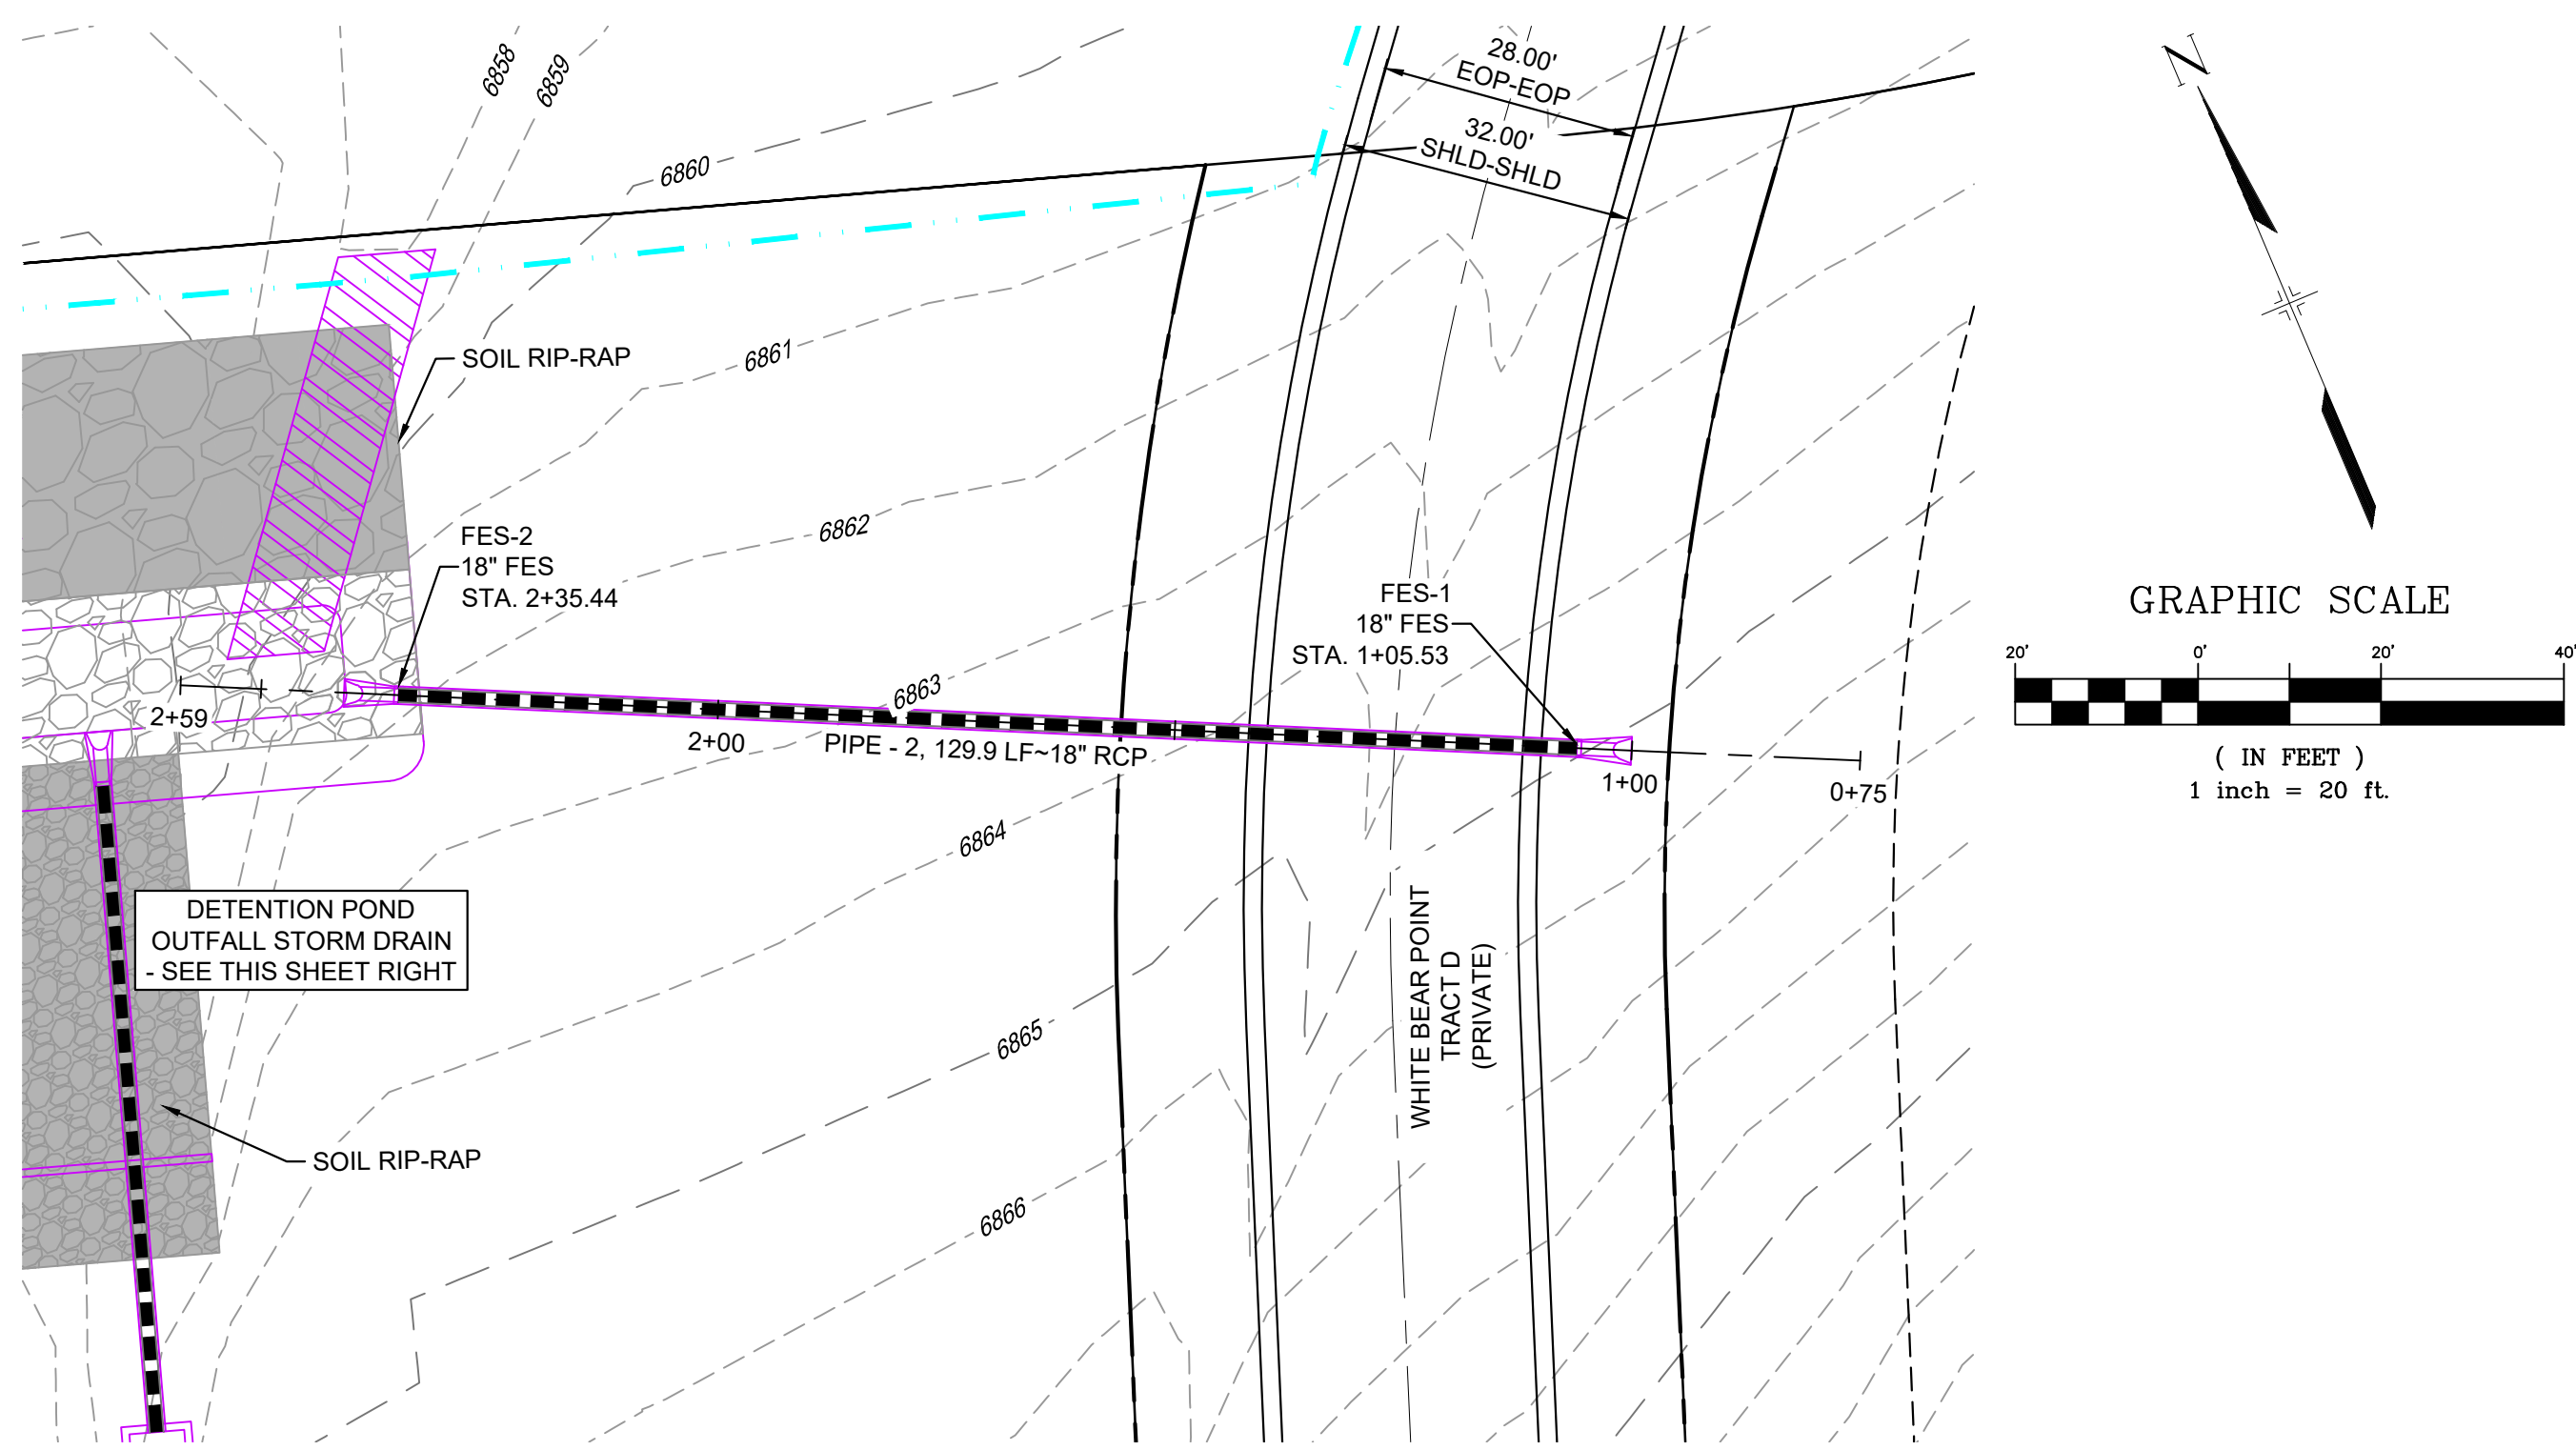 6858
6859
28.00'
EOP-EOP
32.00'
SHLD-SHLD
N
6860
SOIL RIP-RAP
6861
6862
FES-2
18" FES
STA. 2+35.44
FES-1
18" FES
STA. 1+05.53
GRAPHIC SCALE
20'
0'
20'
40'
( IN FEET )
1 inch = 20 ft.
6863
2+59
2+00
PIPE - 2, 129.9 LF~18" RCP
1+00
0+75
6864
DETENTION POND
OUTFALL STORM DRAIN
- SEE THIS SHEET RIGHT
WHITE BEAR POINT
TRACT D
(PRIVATE)
6865
SOIL RIP-RAP
6866